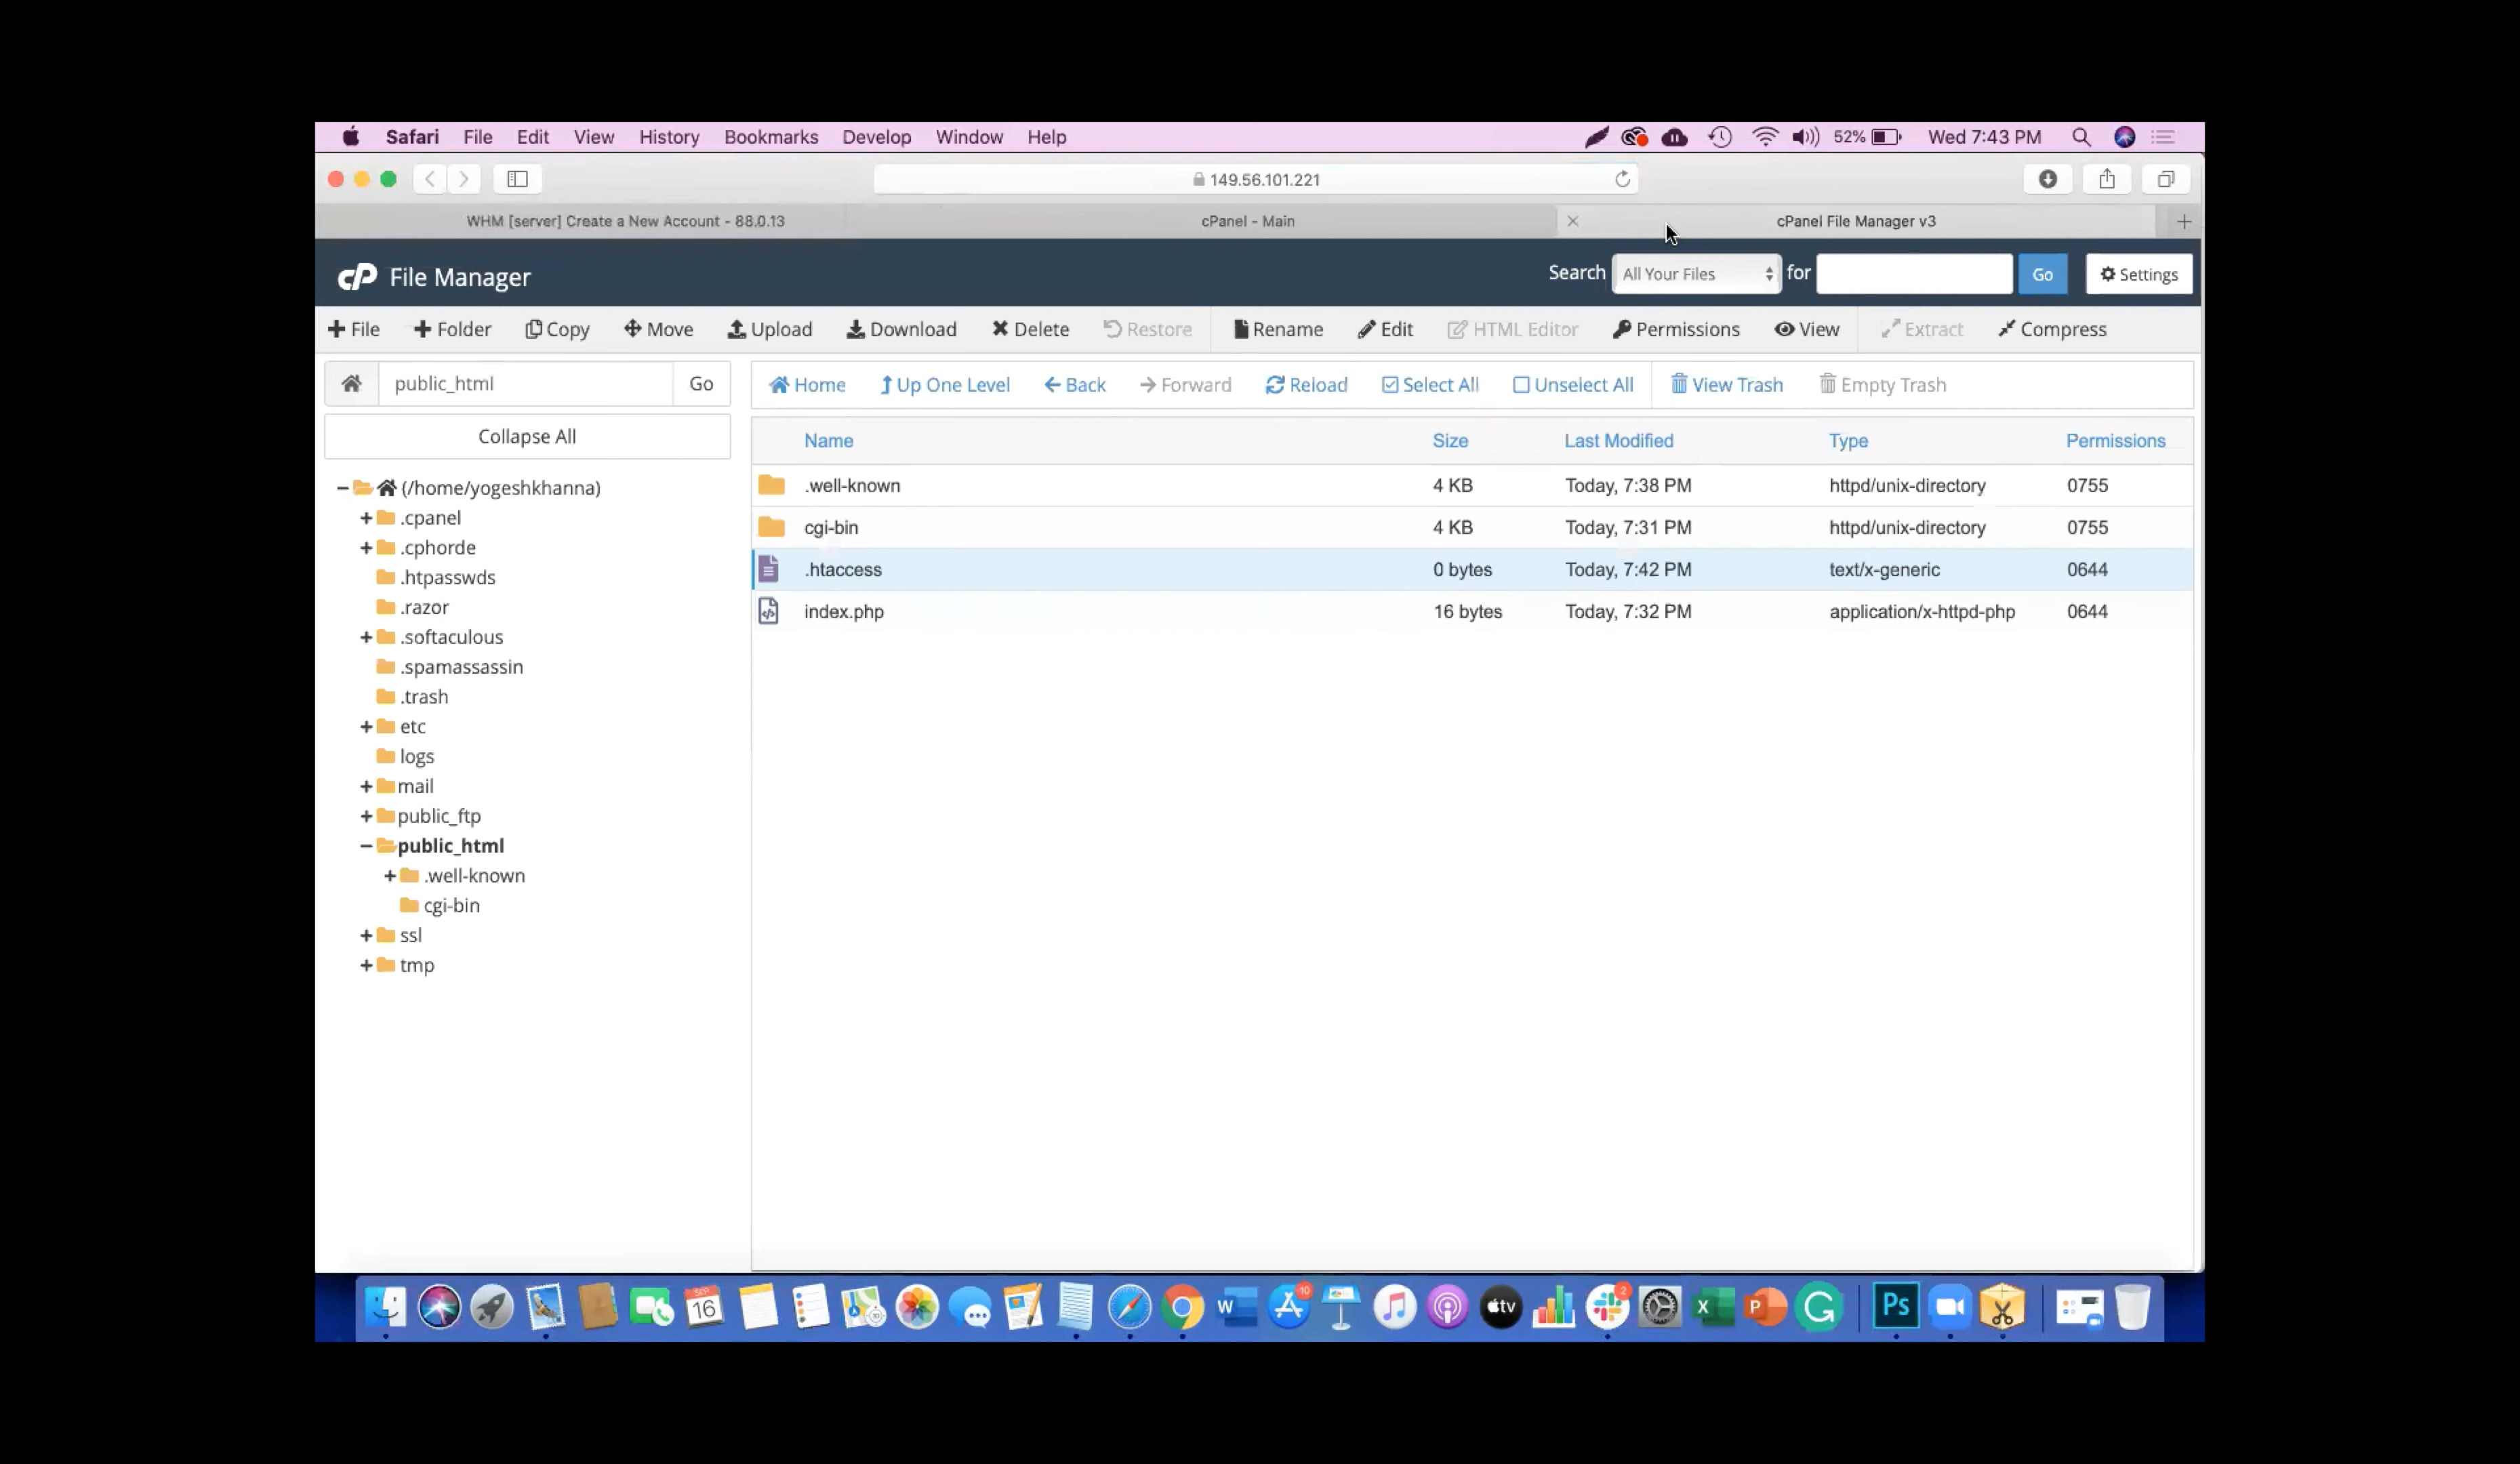 Safari File Edit View History Bookmarks Develop Window Help 52% Wed 7:43 PM
149.56.101.221
WHM [server] Create a New Account - 88.0.13 cPanel - Main cPanel File Manager v3
cP File Manager Search All Your Files for Go Settings
File Folder Copy Move Upload Download Delete Restore Rename Edit HTML Editor Permissions View Extract Compress
public_html Go Home Up One Level Back Forward Reload Select All Unselect All View Trash Empty Trash
Collapse All
Name Size Last Modified Type Permissions
.well-known 4 KB Today, 7:38 PM httpd/unix-directory 0755
cgi-bin 4 KB Today, 7:31 PM httpd/unix-directory 0755
.htaccess 0 bytes Today, 7:42 PM text/x-generic 0644
index.php 16 bytes Today, 7:32 PM application/x-httpd-php 0644
(/home/yogeshkhanna)
.cpanel
.cphorde
.htpasswds
.razor
.softaculous
.spamassassin
.trash
etc
logs
mail
public_ftp
public_html
.well-known
cgi-bin
ssl
tmp
SEP 16 W 10 tv 2 X P G Ps